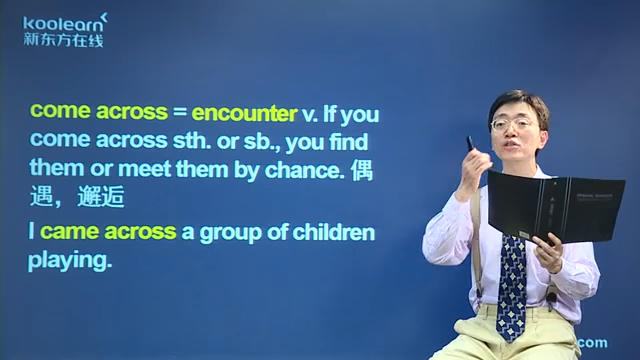 koolearn
新东方在线
come across = encounter v. If you
come across sth. or sb., you find
them or meet them by chance. 偶
遇，邂逅
I came across a group of children
playing.
.com